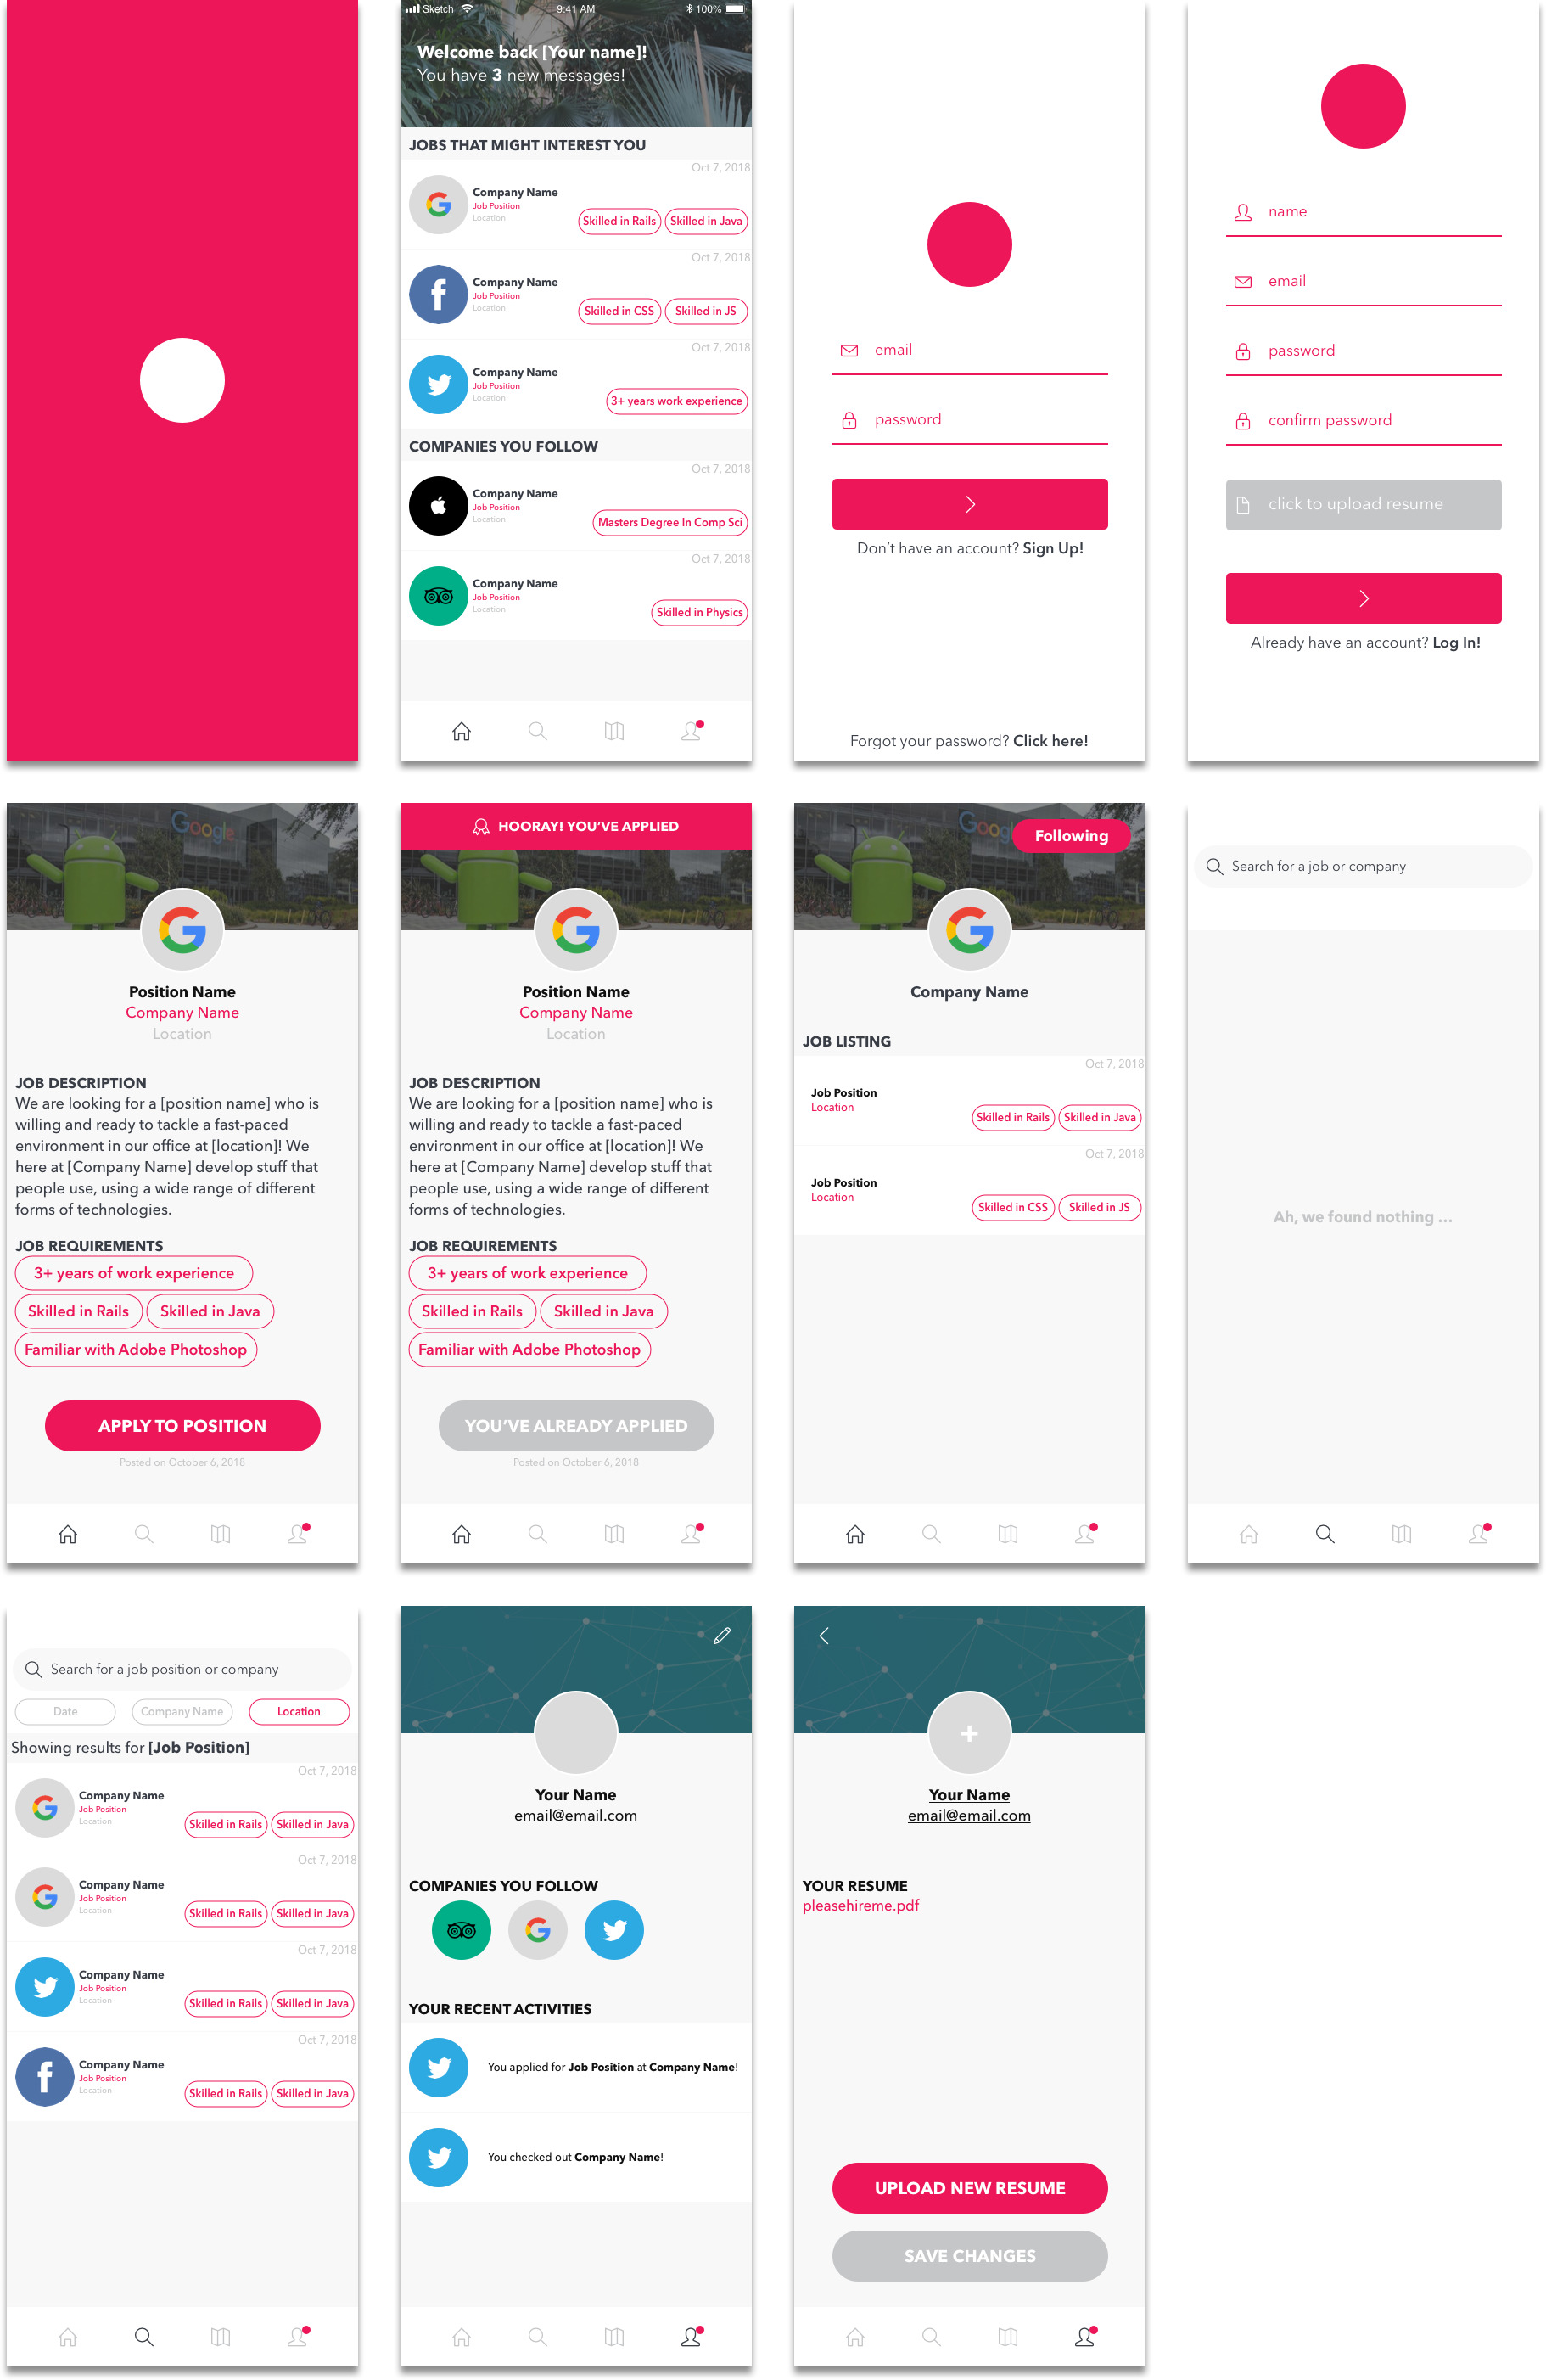 Sketch
9:41 AM
100%
Welcome back [Your name]!
You have 3 new messages!
JOBS THAT MIGHT INTEREST YOU
Oct 7, 2018
Company Name
Job Position
Location
Skilled in Rails
Skilled in Java
Oct 7, 2018
Company Name
Job Position
Location
Skilled in CSS
Skilled in JS
Oct 7, 2018
Company Name
Job Position
Location
3+ years work experience
COMPANIES YOU FOLLOW
Oct 7, 2018
Company Name
Job Position
Location
Masters Degree In Comp Sci
Oct 7, 2018
Company Name
Job Position
Location
Skilled in Physics
email
password
Don't have an account? Sign Up!
Forgot your password? Click here!
name
email
password
confirm password
click to upload resume
Already have an account? Log In!
Google
Position Name
Company Name
Location
JOB DESCRIPTION
We are looking for a [position name] who is
willing and ready to tackle a fast-paced
environment in our office at [location]! We
here at [Company Name] develop stuff that
people use, using a wide range of different
forms of technologies.
JOB REQUIREMENTS
3+ years of work experience
Skilled in Rails
Skilled in Java
Familiar with Adobe Photoshop
APPLY TO POSITION
Posted on October 6, 2018
HOORAY! YOU'VE APPLIED
Position Name
Company Name
Location
JOB DESCRIPTION
We are looking for a [position name] who is
willing and ready to tackle a fast-paced
environment in our office at [location]! We
here at [Company Name] develop stuff that
people use, using a wide range of different
forms of technologies.
JOB REQUIREMENTS
3+ years of work experience
Skilled in Rails
Skilled in Java
Familiar with Adobe Photoshop
YOU'VE ALREADY APPLIED
Posted on October 6, 2018
Google
Following
Company Name
JOB LISTING
Oct 7, 2018
Job Position
Location
Skilled in Rails
Skilled in Java
Oct 7, 2018
Job Position
Location
Skilled in CSS
Skilled in JS
Search for a job or company
Ah, we found nothing ...
Search for a job position or company
Date
Company Name
Location
Showing results for [Job Position]
Oct 7, 2018
Company Name
Job Position
Location
Skilled in Rails
Skilled in Java
Oct 7, 2018
Company Name
Job Position
Location
Skilled in Rails
Skilled in Java
Oct 7, 2018
Company Name
Job Position
Location
Skilled in Rails
Skilled in Java
Oct 7, 2018
Company Name
Job Position
Location
Skilled in Rails
Skilled in Java
Your Name
email@email.com
COMPANIES YOU FOLLOW
YOUR RECENT ACTIVITIES
You applied for Job Position at Company Name!
You checked out Company Name!
Your Name
email@email.com
YOUR RESUME
pleasehireme.pdf
UPLOAD NEW RESUME
SAVE CHANGES